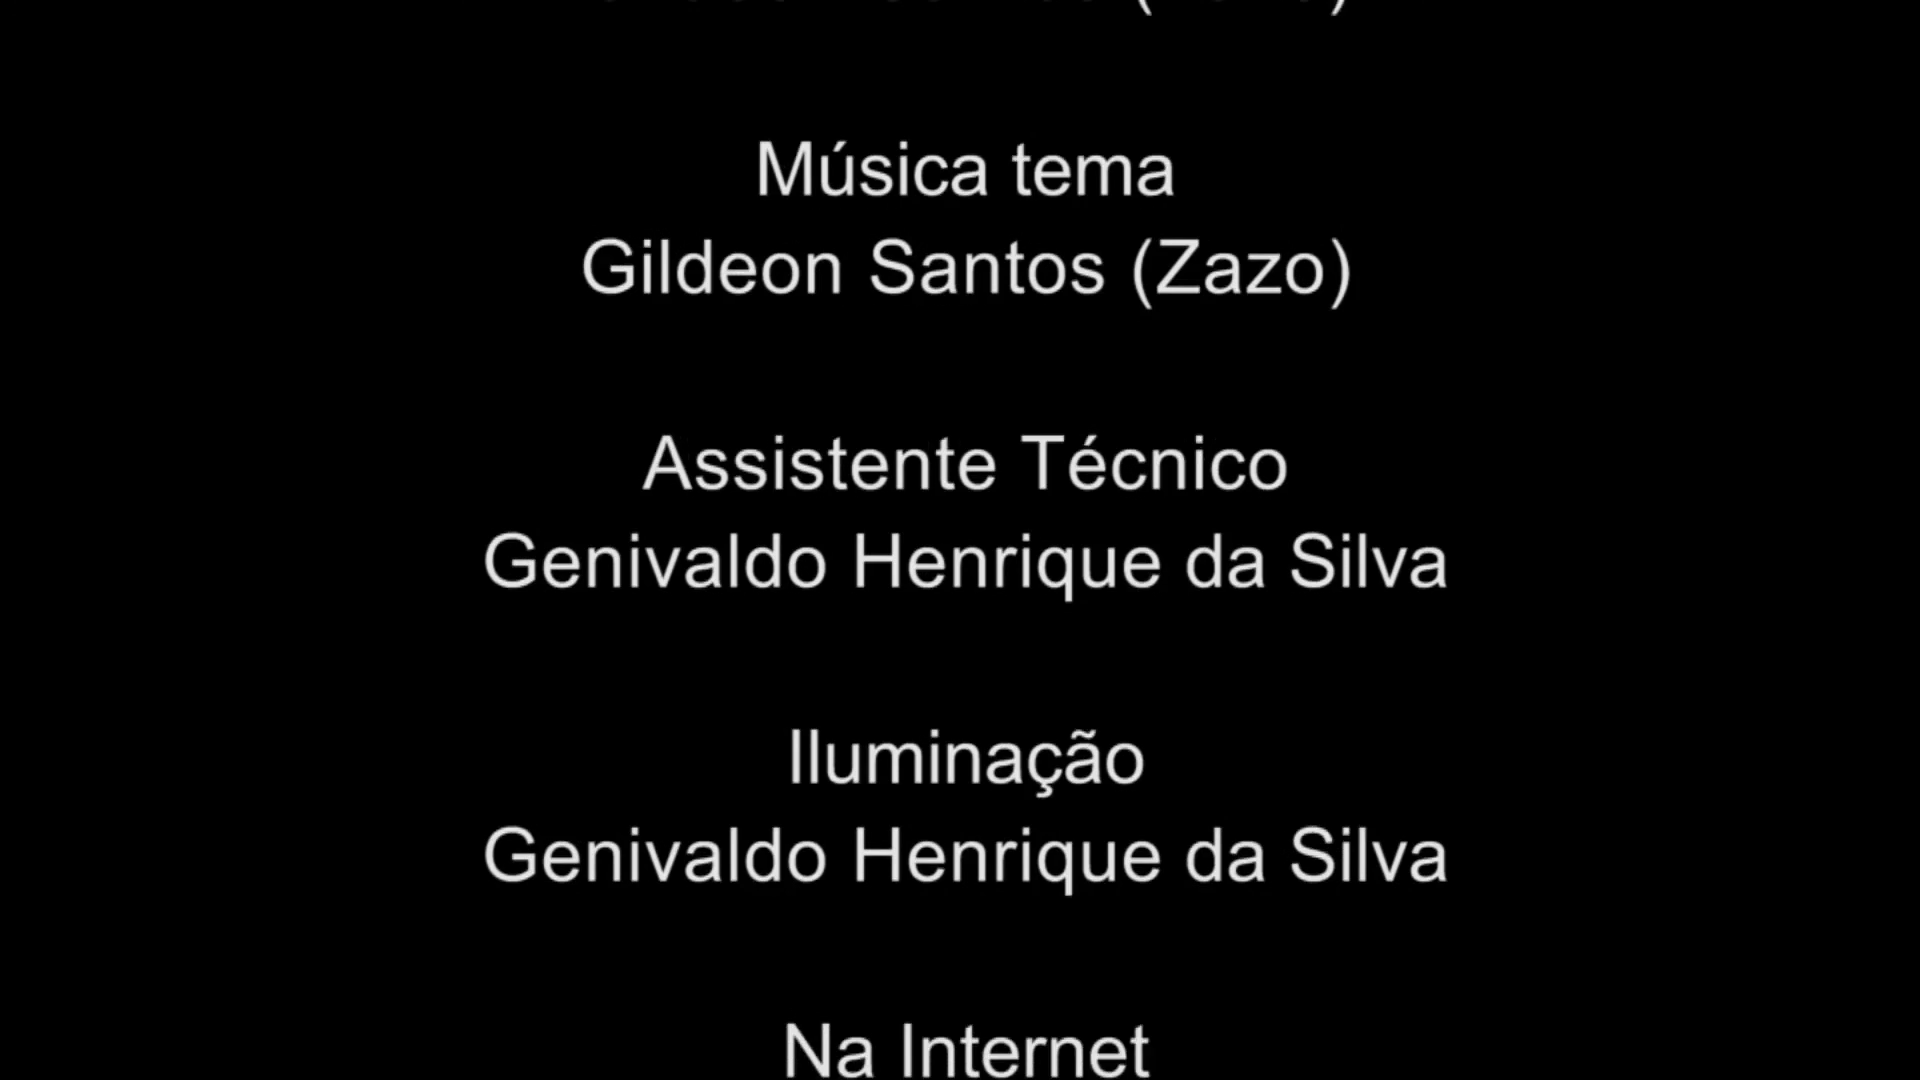 Música tema
Gildeon Santos (Zazo)
Assistente Técnico
Genivaldo Henrique da Silva
Iluminação
Genivaldo Henrique da Silva
Na Internet